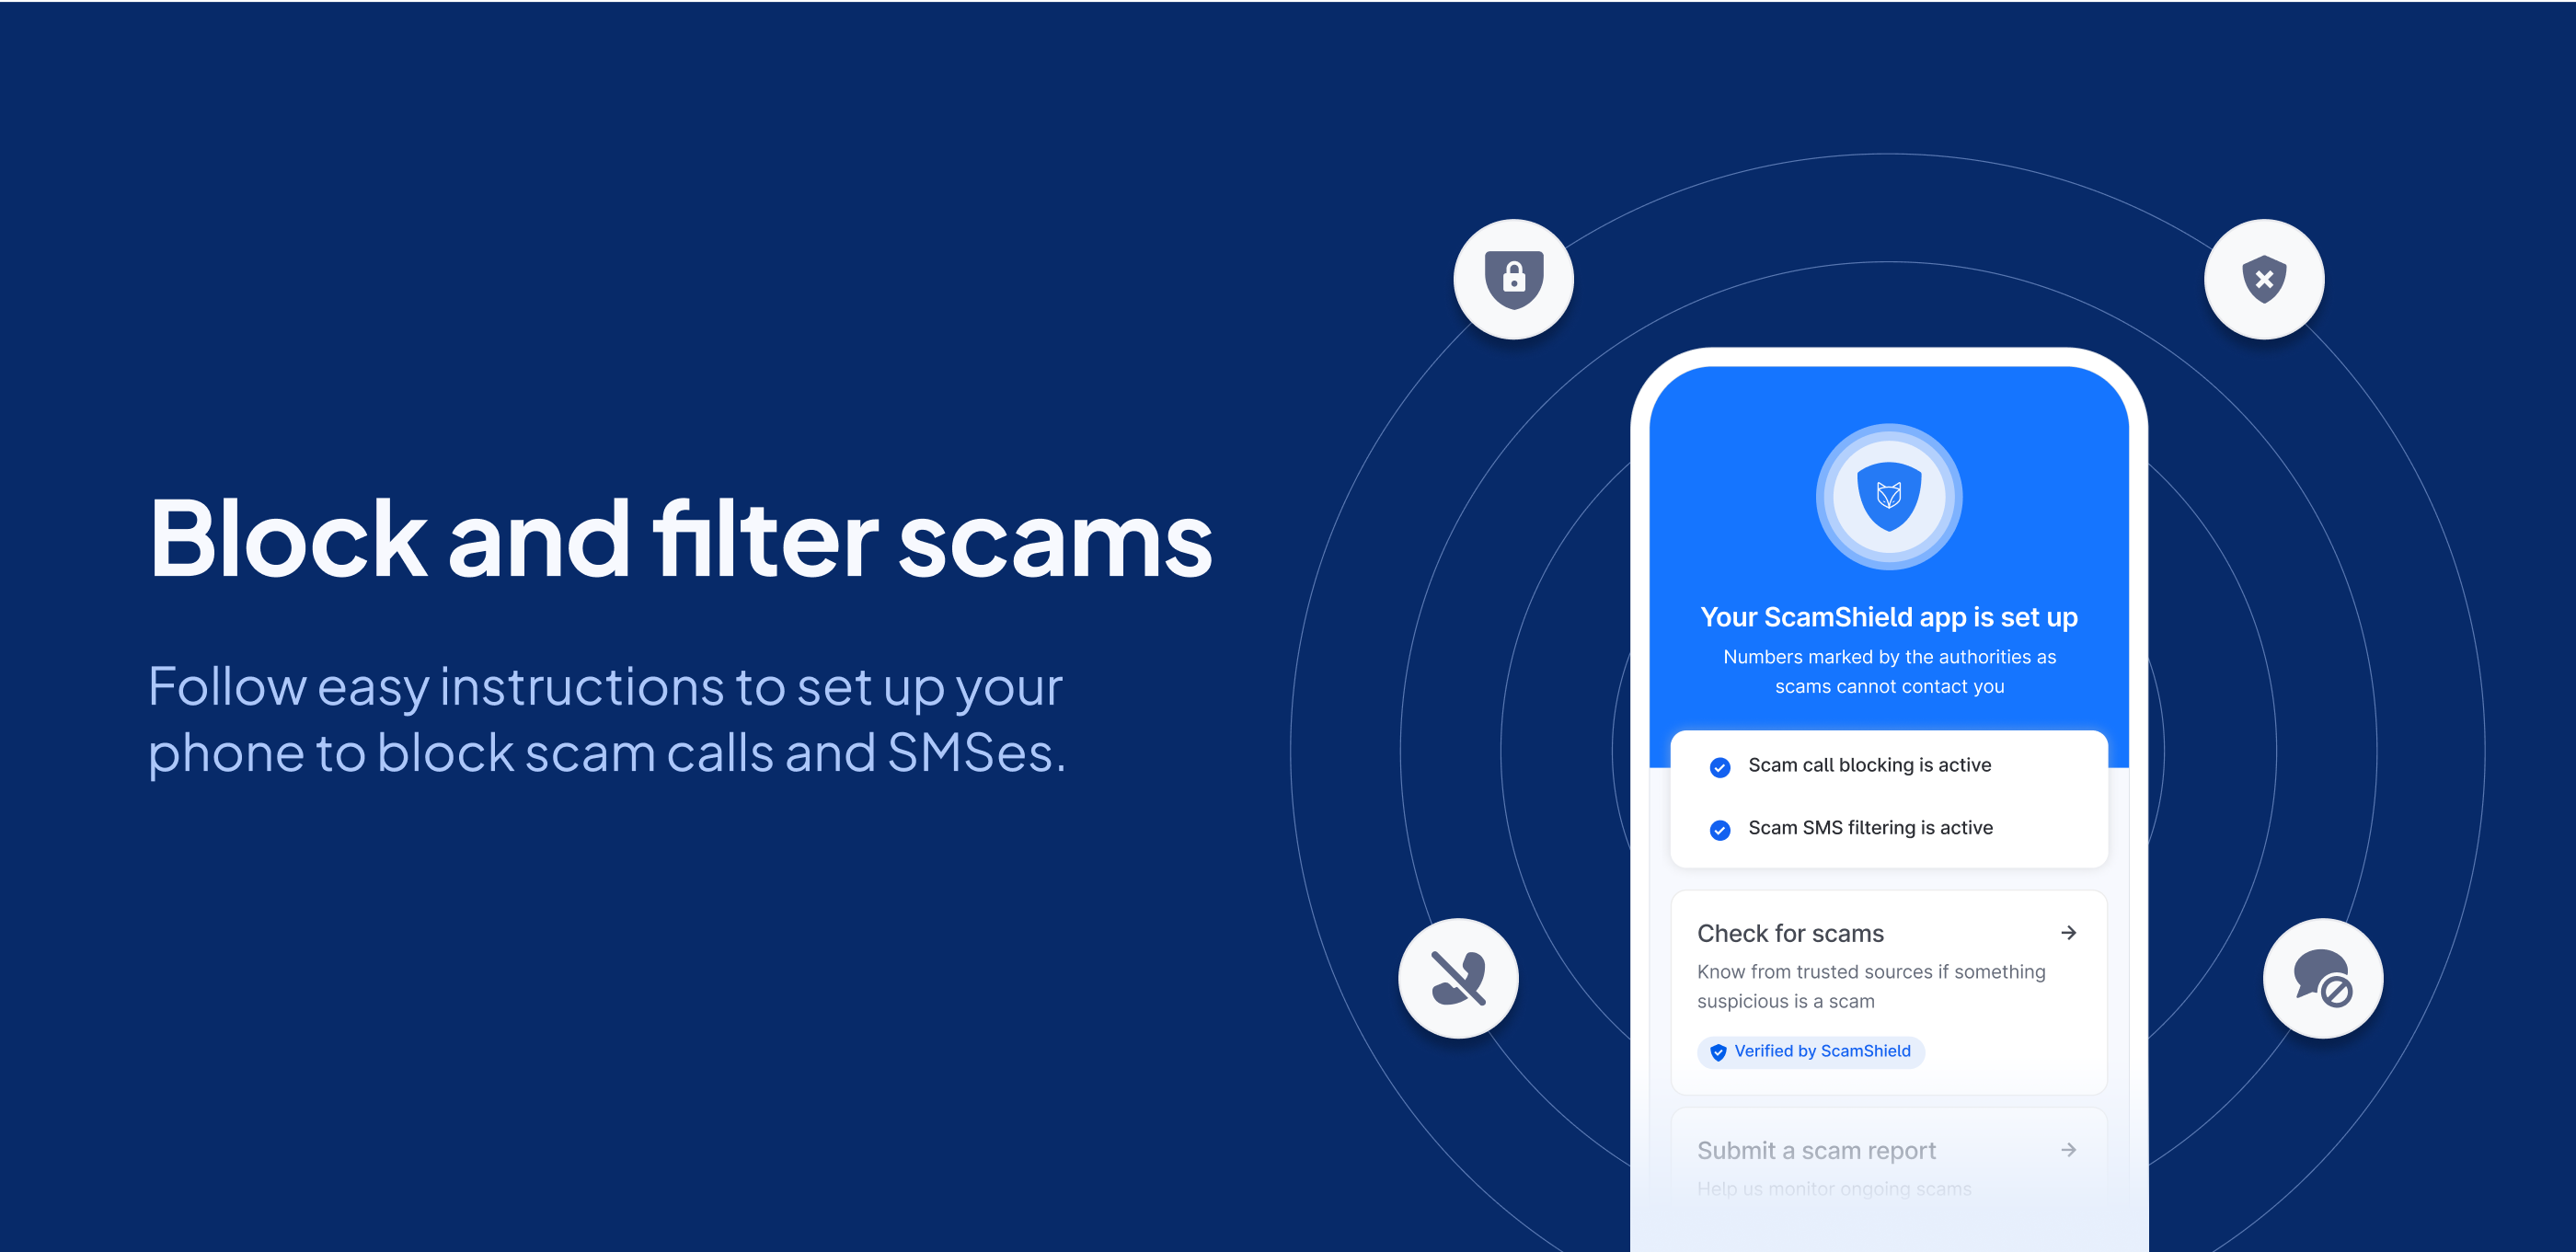 Block and filter scams
Follow easy instructions to set up your
phone to block scam calls and SMSes.
Your ScamShield app is set up
Numbers marked by the authorities as
scams cannot contact you
Scam call blocking is active
Scam SMS filtering is active
Check for scams
Know from trusted sources if something
suspicious is a scam
Verified by ScamShield
Submit a scam report
Help us monitor ongoing scams